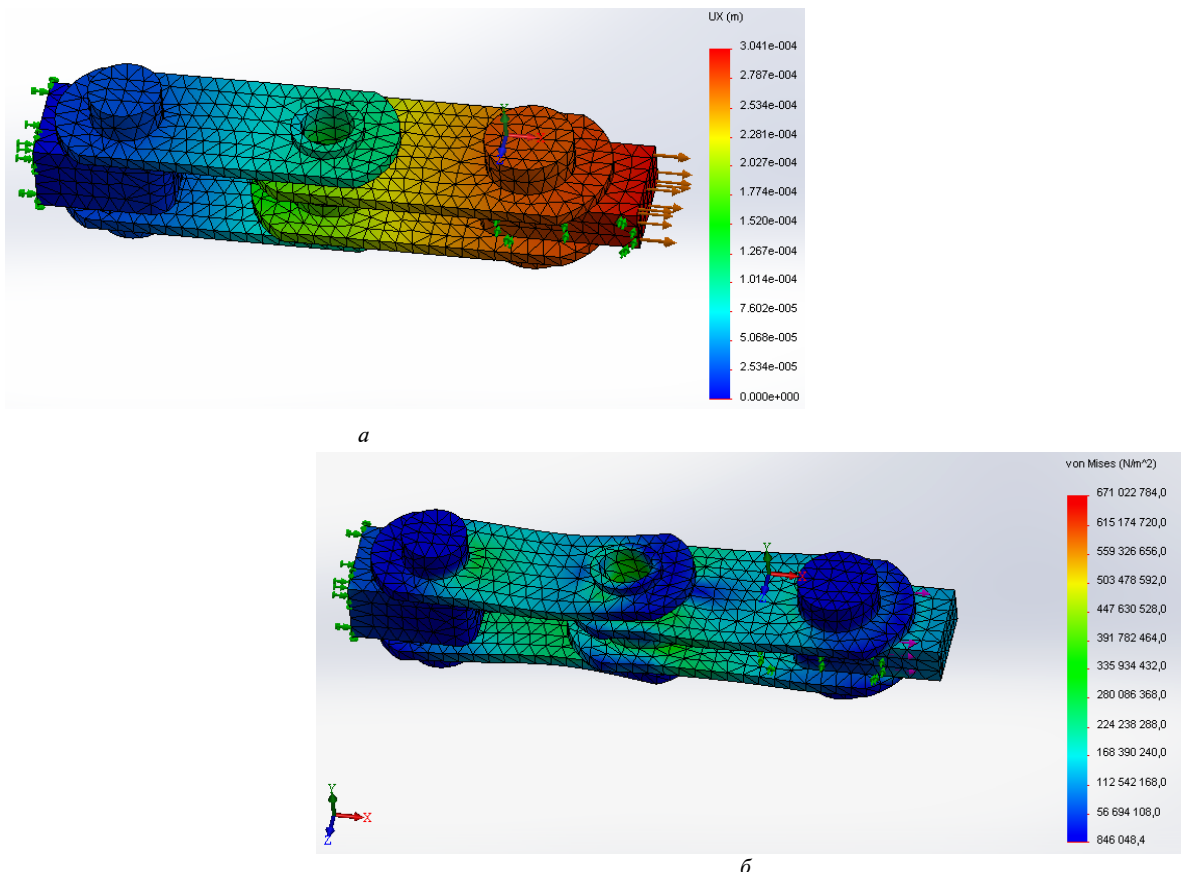 UX (m)
3.041e-004
2.787e-004
2.534e-004
2.281e-004
2.027e-004
1.774e-004
1.520e-004
1.267e-004
1.014e-004
7.602e-005
5.068e-005
2.534e-005
0.000e+000
Y
а
von Mises (N/m^2)
671 022 784,0
615 174 720,0
559 326 656,0
503 478 592,0
447 630 528,0
391 782 464,0
335 934 432,0
280 086 368,0
224 238 288,0
168 390 240,0
112 542 168,0
56 694 108,0
846 048,4
Y
X
Z
Y
X
Z
б